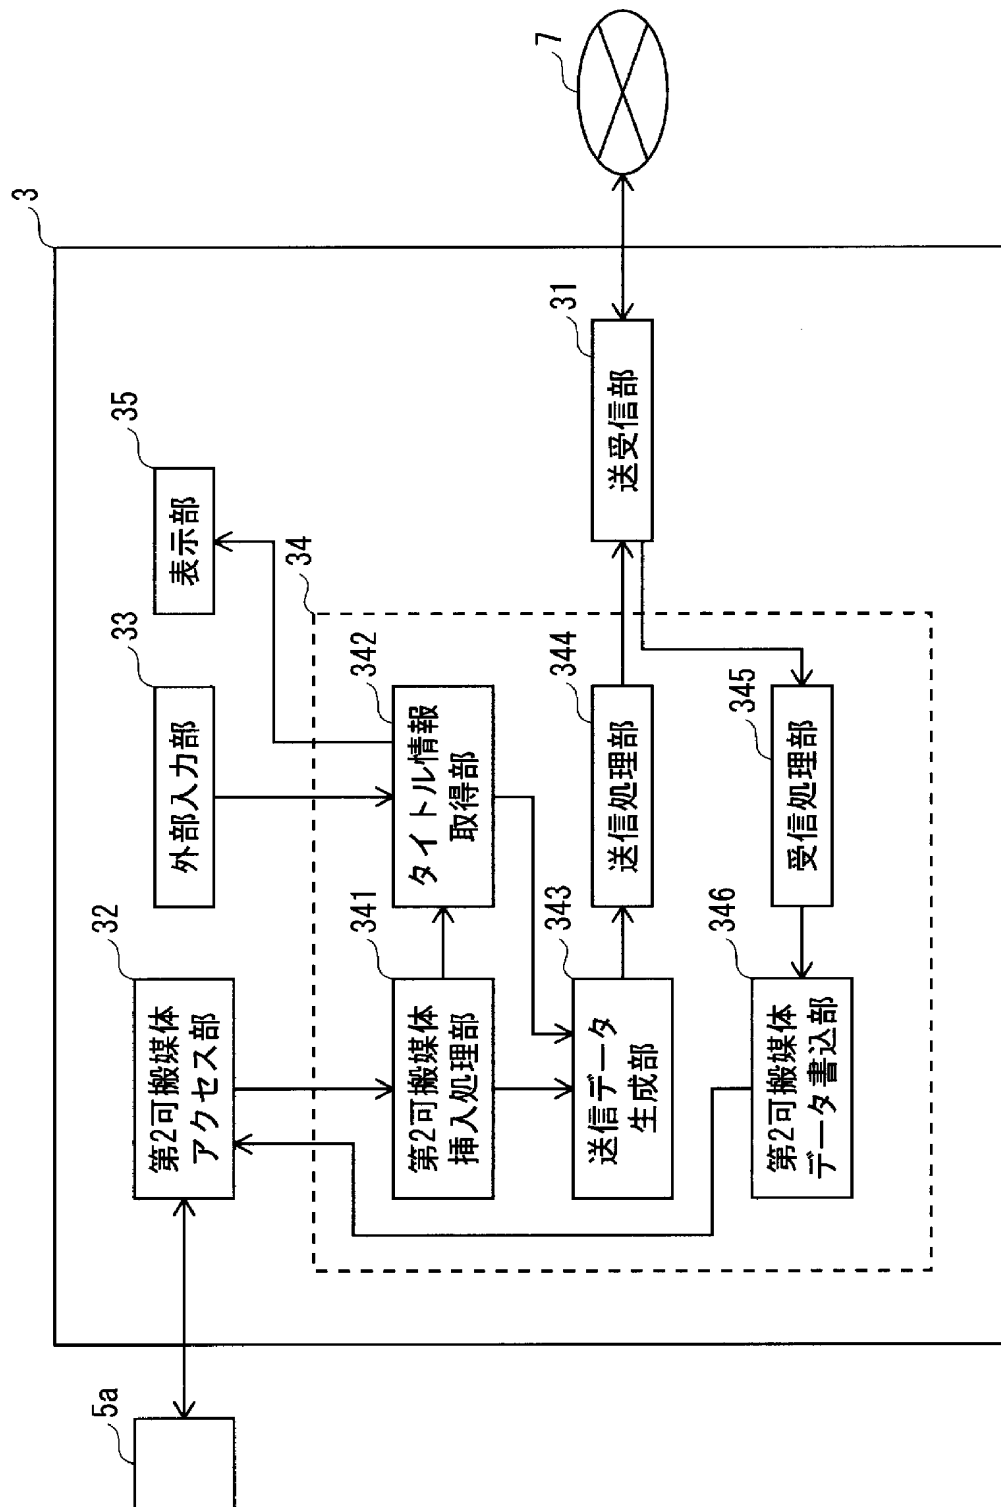 3
5a
32
第2可搬媒体
アクセス部
33
外部入力部
35
表示部
34
341
第2可搬媒体
挿入処理部
342
タイトル情報
取得部
343
送信データ
生成部
344
送信処理部
31
送受信部
7
346
第2可搬媒体
データ書込部
345
受信処理部